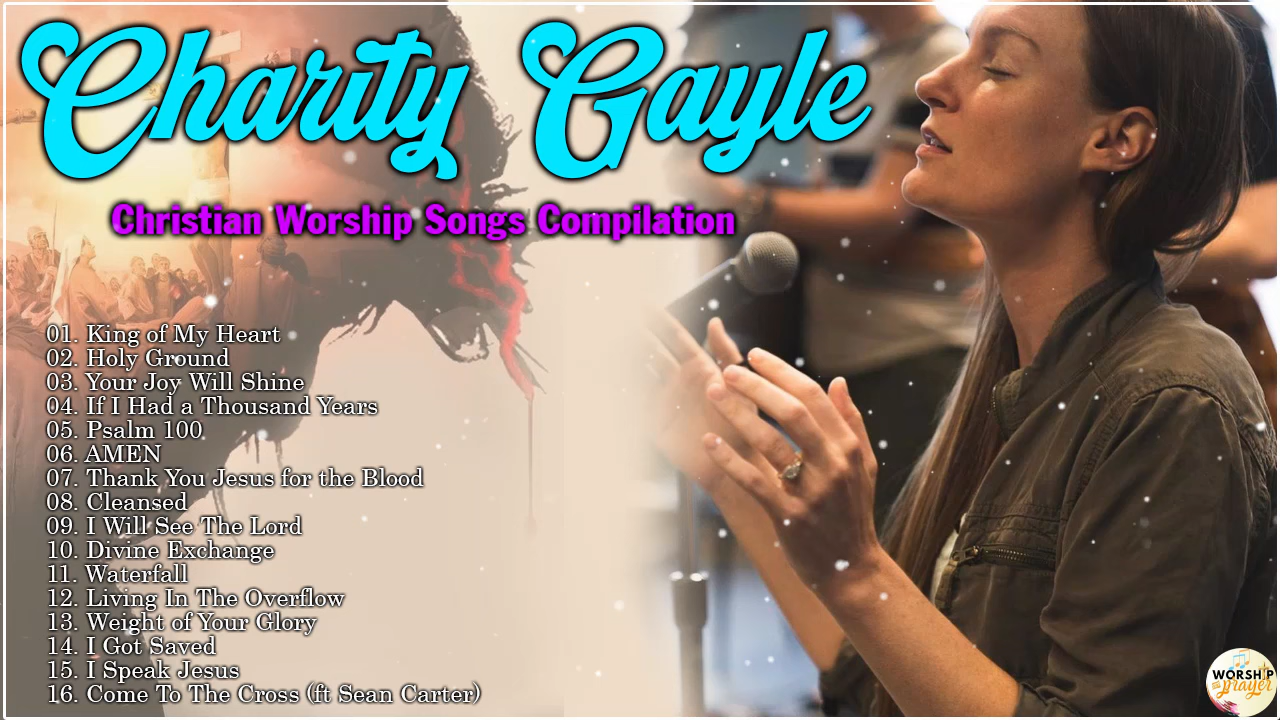 Charity Gayle
Christian Worship Songs Compilation
01. King of My Heart
02. Holy Ground
03. Your Joy Will Shine
04. If I Had a Thousand Years
05. Psalm 100
06. AMEN
07. Thank You Jesus for the Blood
08. Cleansed
09. I Will See The Lord
10. Divine Exchange
11. Waterfall
12. Living In The Overflow
13. Weight of Your Glory
14. I Got Saved
15. I Speak Jesus
16. Come To The Cross (ft Sean Carter)
WORSHIP
prayer